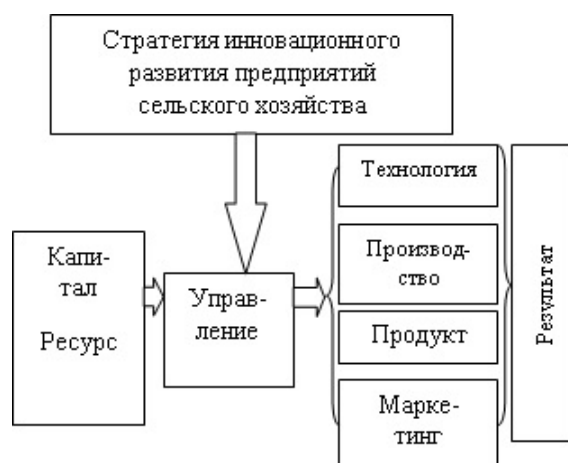 Стратегия инновационного
развития предприятий
сельского хозяйства
Капи-
тал
Ресурс
Управ-
ление
Технология
Производ-
ство
Продукт
Марке-
тинг
Результат